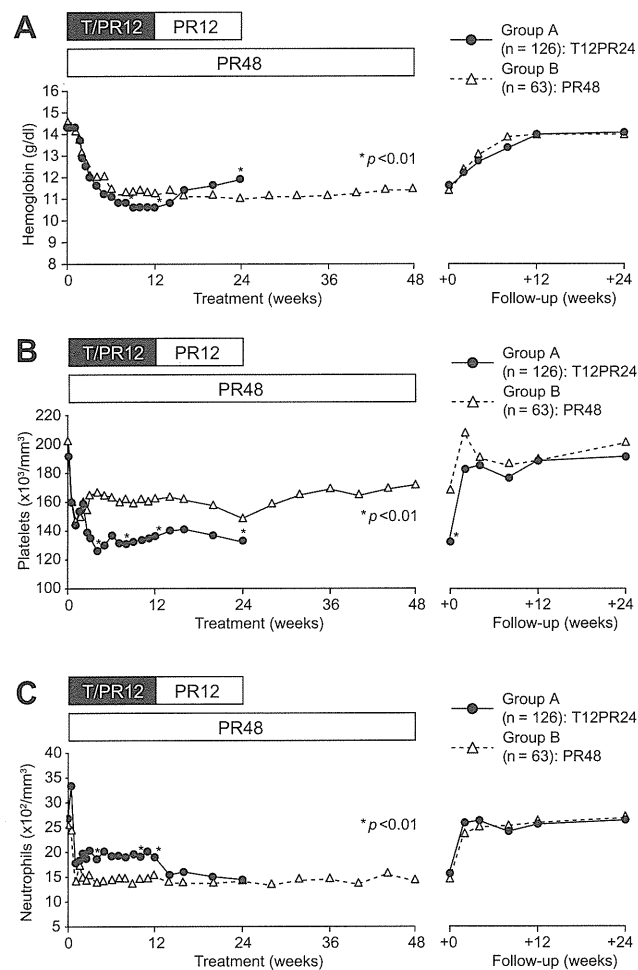 A
T/PR12 PR12
PR48
Group A
(n = 126): T12PR24
Group B
(n = 63): PR48
Hemoglobin (g/dl)
16
15
14
13
12
11
10
9
8
*
*
*p<0.01
0 12 24 36 48
Treatment (weeks)
+0 +12 +24
Follow-up (weeks)
B
T/PR12 PR12
PR48
Group A
(n = 126): T12PR24
Group B
(n = 63): PR48
Platelets (x10³/mm³)
220
200
180
160
140
120
100
* * * *
*p<0.01
*
0 12 24 36 48
Treatment (weeks)
+0 +12 +24
Follow-up (weeks)
C
T/PR12 PR12
PR48
Group A
(n = 126): T12PR24
Group B
(n = 63): PR48
Neutrophils (x10²/mm³)
40
35
30
25
20
15
10
5
* * *
*p<0.01
0 12 24 36 48
Treatment (weeks)
+0 +12 +24
Follow-up (weeks)